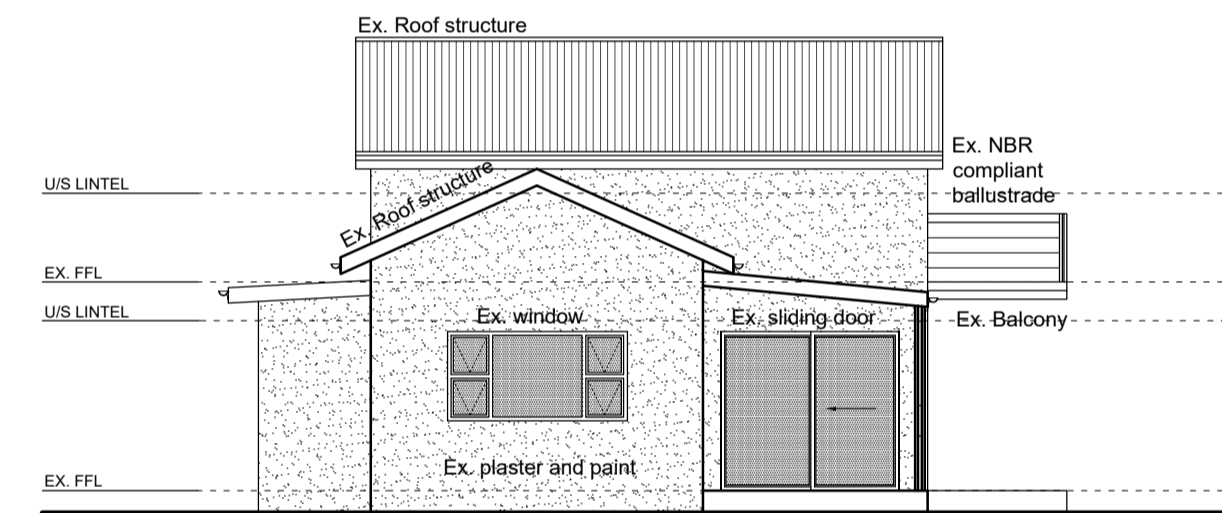 Ex. Roof structure
Ex. NBR
compliant
ballustrade
U/S LINTEL
Ex. Roof structure
EX. FFL
U/S LINTEL
Ex. window
Ex. sliding door
Ex. Balcony
Ex. plaster and paint
EX. FFL